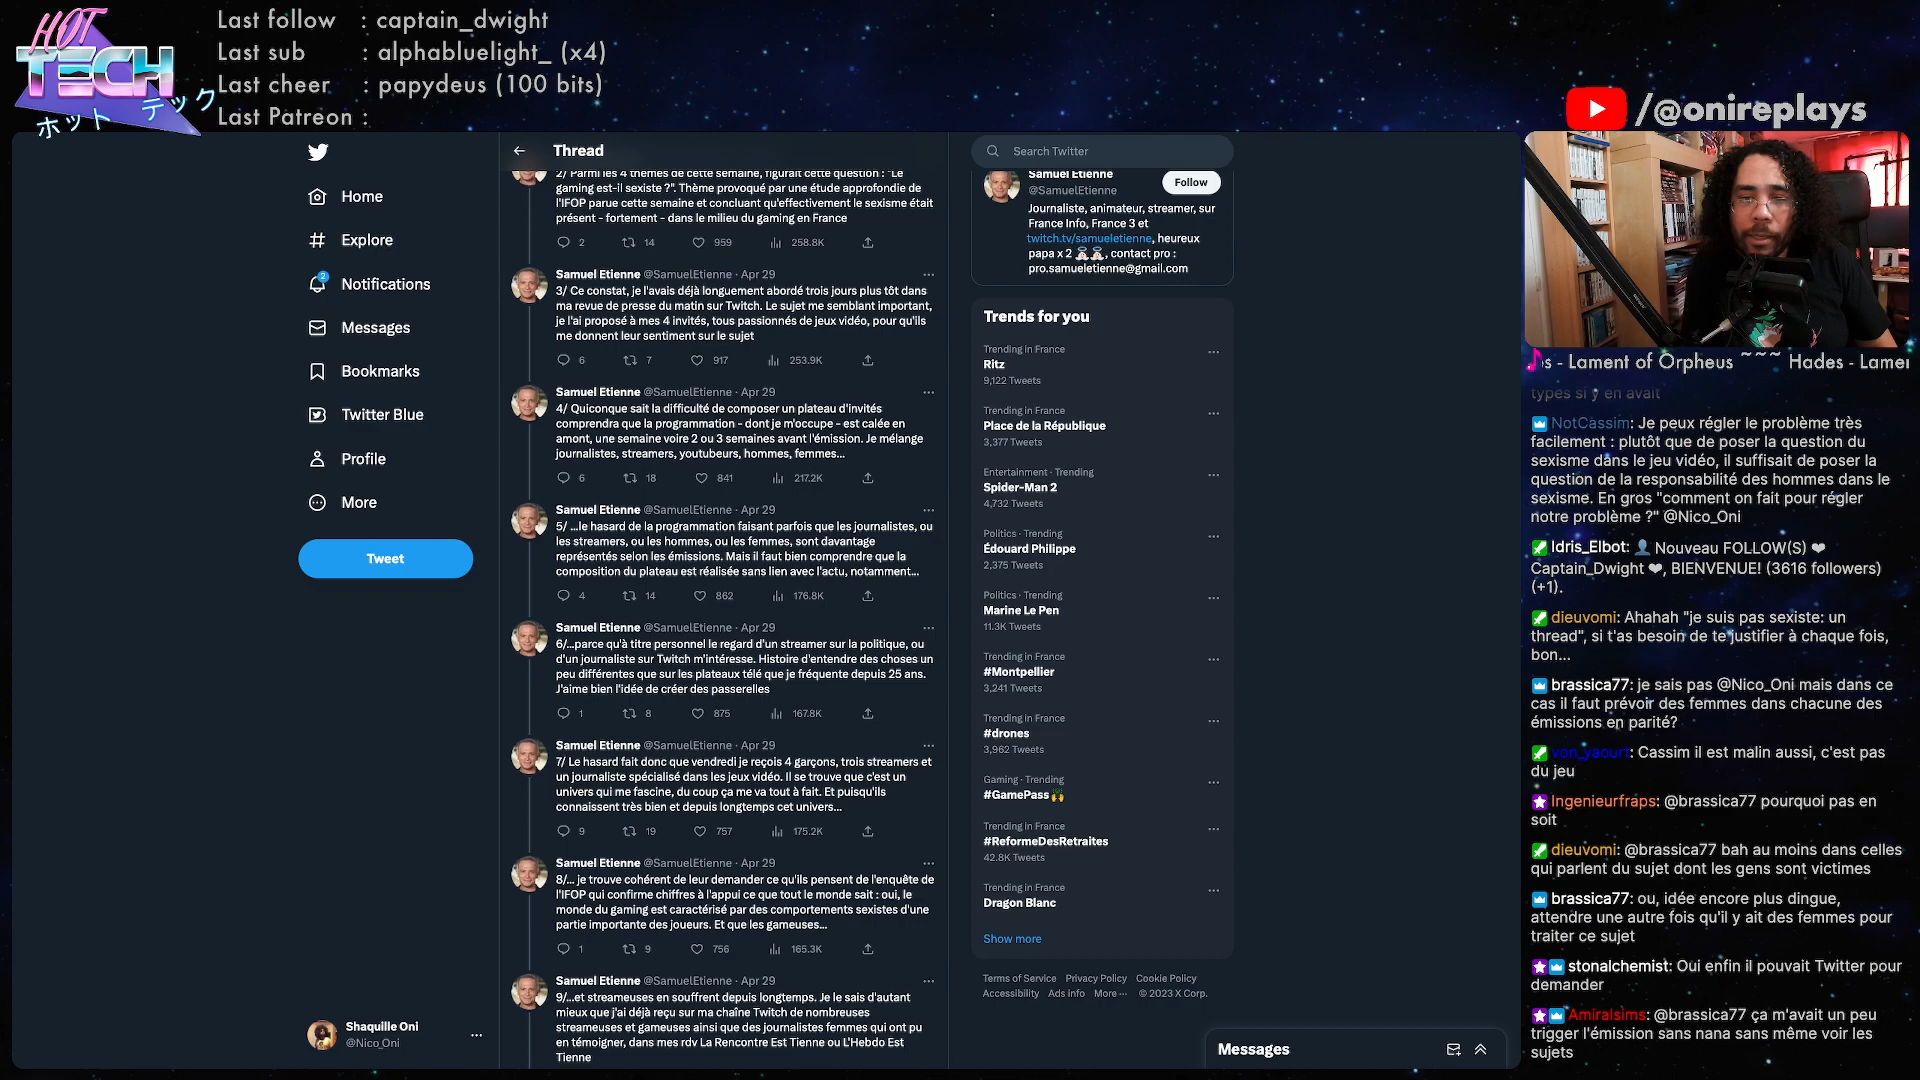 HOT
TECH
ホット テック
Last follow : captain_dwight
Last sub : alphabluelight_ (x4)
Last cheer : papydeus (100 bits)
Last Patreon :
/@onireplays
Home
Explore
2
Notifications
Messages
Bookmarks
Twitter Blue
Profile
More
Tweet
Shaquille Oni
@Nico_Oni
Thread
2/ Parmi les 4 thèmes de cette semaine, figurait cette question : "Le
gaming est-il sexiste ?". Thème provoqué par une étude approfondie de
l'IFOP parue cette semaine et concluant qu'effectivement le sexisme était
présent - fortement - dans le milieu du gaming en France
2 14 959 258.8K
Samuel Etienne @SamuelEtienne · Apr 29
3/ Ce constat, je l'avais déjà longuement abordé trois jours plus tôt dans
ma revue de presse du matin sur Twitch. Le sujet me semblant important,
je l'ai proposé à mes 4 invités, tous passionnés de jeux vidéo, pour qu'ils
me donnent leur sentiment sur le sujet
6 7 917 253.9K
Samuel Etienne @SamuelEtienne · Apr 29
4/ Quiconque sait la difficulté de composer un plateau d'invités
comprendra que la programmation - dont je m'occupe - est calée en
amont, une semaine voire 2 ou 3 semaines avant l'émission. Je mélange
journalistes, streamers, youtubeurs, hommes, femmes...
6 18 841 217.2K
Samuel Etienne @SamuelEtienne · Apr 29
5/ ...le hasard de la programmation faisant parfois que les journalistes, ou
les streamers, ou les hommes, ou les femmes, sont davantage
représentés selon les émissions. Mais il faut bien comprendre que la
composition du plateau est réalisée sans lien avec l'actu, notamment...
4 14 862 176.8K
Samuel Etienne @SamuelEtienne · Apr 29
6/...parce qu'à titre personnel le regard d'un streamer sur la politique, ou
d'un journaliste sur Twitch m'intéresse. Histoire d'entendre des choses un
peu différentes que sur les plateaux télé que je fréquente depuis 25 ans.
J'aime bien l'idée de créer des passerelles
1 8 875 167.8K
Samuel Etienne @SamuelEtienne · Apr 29
7/ Le hasard fait donc que vendredi je reçois 4 garçons, trois streamers et
un journaliste spécialisé dans les jeux vidéo. Il se trouve que c'est un
univers qui me fascine, du coup ça me va tout à fait. Et puisqu'ils
connaissent très bien et depuis longtemps cet univers...
9 19 757 175.2K
Samuel Etienne @SamuelEtienne · Apr 29
8/... je trouve cohérent de leur demander ce qu'ils pensent de l'enquête de
l'IFOP qui confirme chiffres à l'appui ce que tout le monde sait : oui, le
monde du gaming est caractérisé par des comportements sexistes d'une
partie importante des joueurs. Et que les gameuses...
1 9 756 165.3K
Samuel Etienne @SamuelEtienne · Apr 29
9/...et streameuses en souffrent depuis longtemps. Je le sais d'autant
mieux que j'ai déjà reçu sur ma chaîne Twitch de nombreuses
streameuses et gameuses ainsi que des journalistes femmes qui ont pu
en témoigner, dans mes rdv La Rencontre Est Tienne ou L'Hebdo Est
Tienne
Search Twitter
Samuel Etienne
@SamuelEtienne
Follow
Journaliste, animateur, streamer, sur
France Info, France 3 et
twitch.tv/samueletienne, heureux
papa x 2 , contact pro :
pro.samueletienne@gmail.com
Trends for you
Trending in France
Ritz
9,122 Tweets
Trending in France
Place de la République
3,377 Tweets
Entertainment · Trending
Spider-Man 2
4,732 Tweets
Politics · Trending
Édouard Philippe
2,375 Tweets
Politics · Trending
Marine Le Pen
11.3K Tweets
Trending in France
#Montpellier
3,241 Tweets
Trending in France
#drones
3,962 Tweets
Gaming · Trending
#GamePass
Trending in France
#ReformeDesRetraites
42.8K Tweets
Trending in France
Dragon Blanc
Show more
Terms of Service Privacy Policy Cookie Policy
Accessibility Ads info More ··· © 2023 X Corp.
Messages
s - Lament of Orpheus ~~~ Hades - Lamer
types si y en avait
NotCassim: Je peux régler le problème très
facilement : plutôt que de poser la question du
sexisme dans le jeu vidéo, il suffisait de poser la
question de la responsabilité des hommes dans le
sexisme. En gros "comment on fait pour régler
notre problème ?" @Nico_Oni
Idris_Elbot: 👤 Nouveau FOLLOW(S) ❤
Captain_Dwight ❤, BIENVENUE! (3616 followers)
(+1).
dieuvomi: Ahahah "je suis pas sexiste: un
thread", si t'as besoin de te justifier à chaque fois,
bon...
brassica77: je sais pas @Nico_Oni mais dans ce
cas il faut prévoir des femmes dans chacune des
émissions en parité?
von_yaourt: Cassim il est malin aussi, c'est pas
du jeu
Ingenieurfraps: @brassica77 pourquoi pas en
soit
dieuvomi: @brassica77 bah au moins dans celles
qui parlent du sujet dont les gens sont victimes
brassica77: ou, idée encore plus dingue,
attendre une autre fois qu'il y ait des femmes pour
traiter ce sujet
stonalchemist: Oui enfin il pouvait Twitter pour
demander
Amiralsims: @brassica77 ça m'avait un peu
trigger l'émission sans nana sans même voir les
sujets